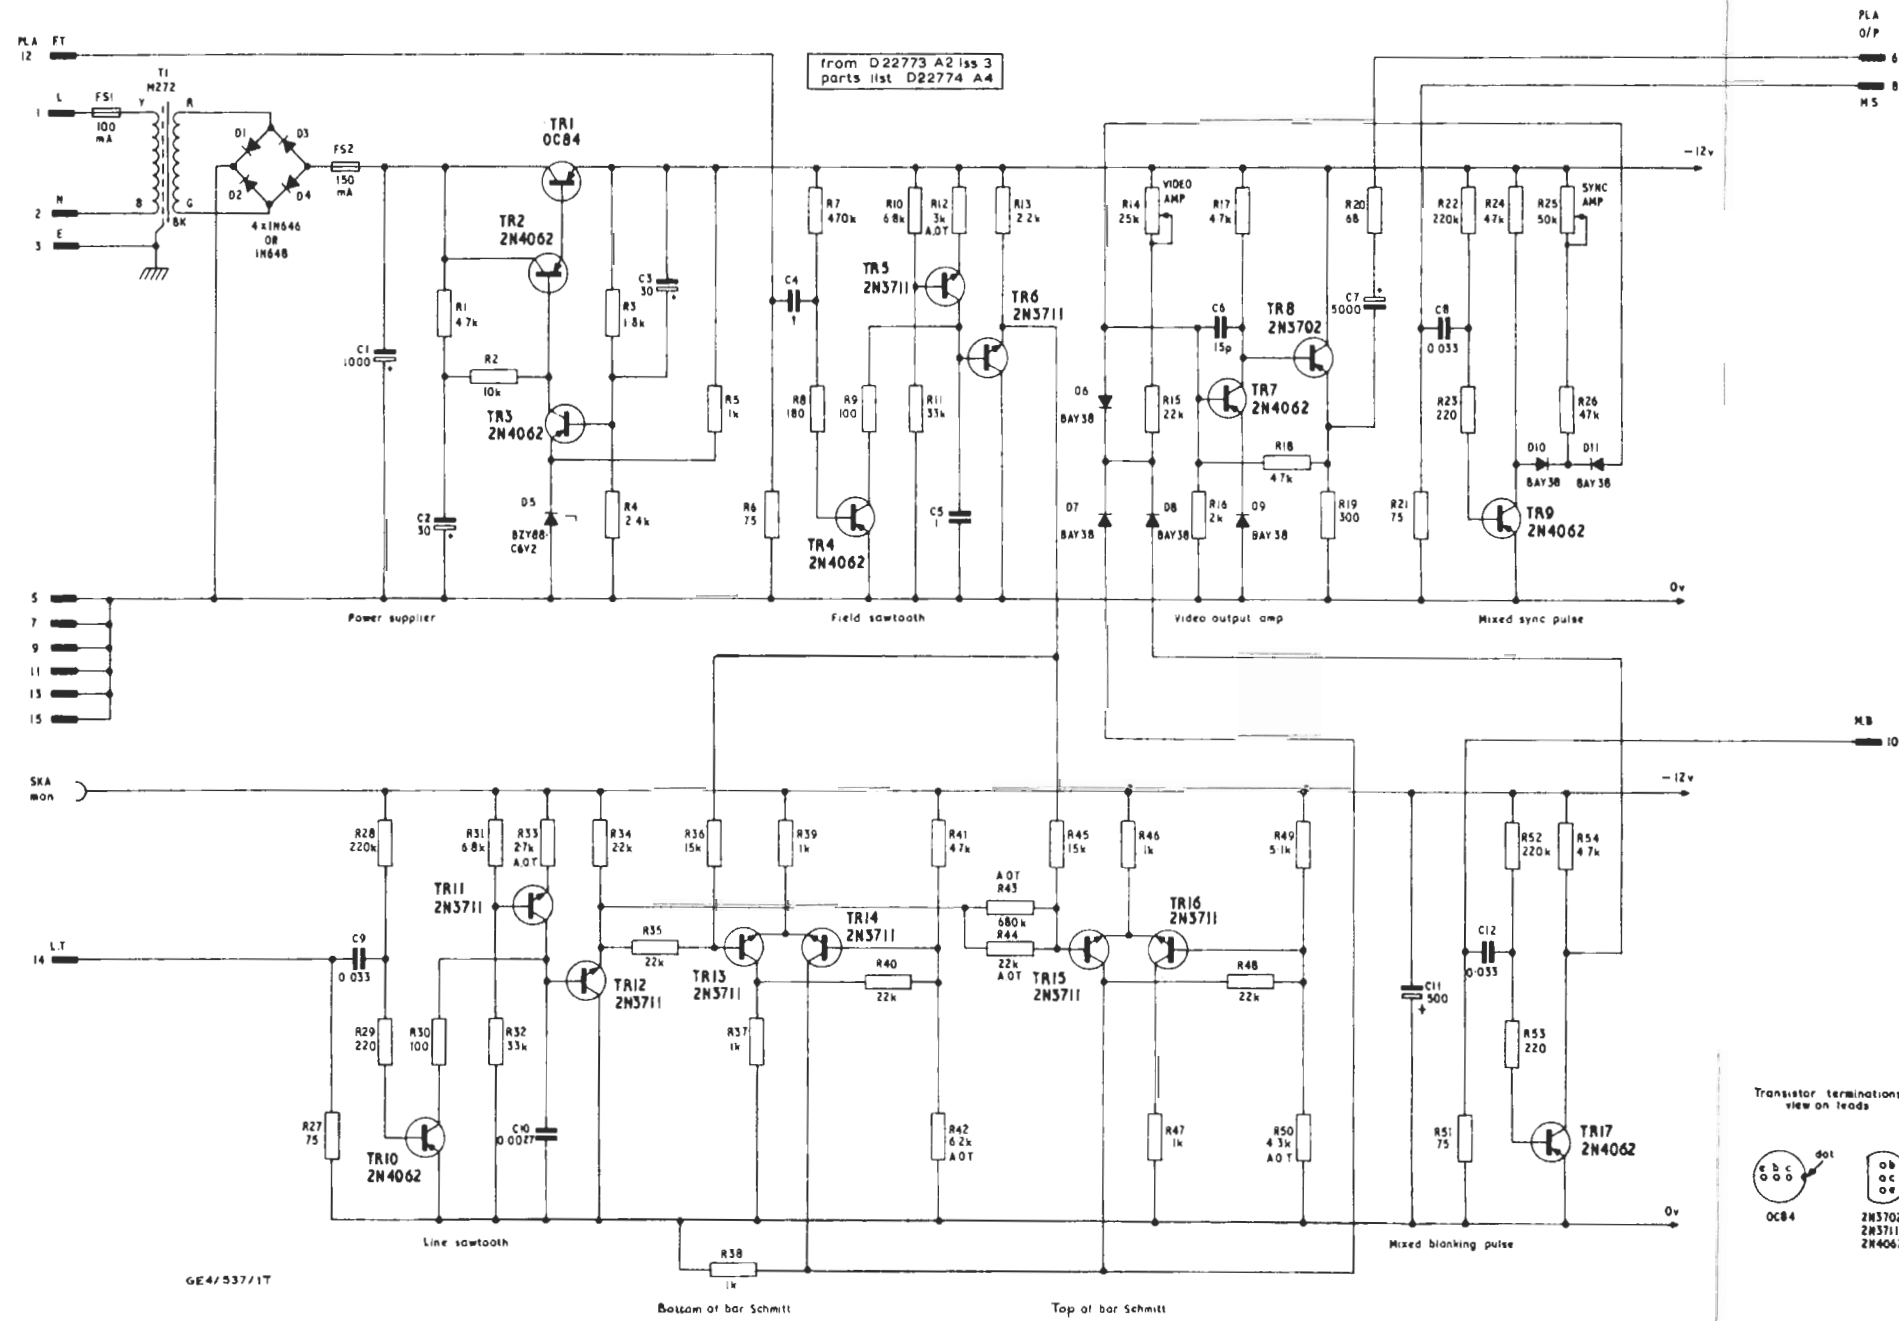 PLA FT
12
from D22773 A2 Iss 3
parts list D22774 A4
PLA
O/P
6
8
MS
T1
M272
L
1
FS1
100
mA
Y
R
D1
D3
D2
D4
FS2
150
mA
N
2
B
G
BK
E
3
4 x 1N646
OR
1N648
TR1
OC84
TR2
2N4062
R1
4.7k
C1
1000
+
R2
10k
R3
1.8k
C3
30
+
TR3
2N4062
R5
1k
C2
30
+
D5
BZY88-
C6V2
R4
2.4k
Power supplier
R7
470k
C4
1
R8
180
R9
100
R6
75
TR4
2N4062
R10
6.8k
R12
3k
A.O.T
R13
2.2k
TR5
2N3711
TR6
2N3711
R11
33k
C5
1
Field sawtooth
R14
25k
VIDEO
AMP
R17
4.7k
R20
68
C6
15p
TR8
2N3702
C7
5000
+
D6
BAY38
R15
22k
TR7
2N4062
R18
47k
D7
BAY38
D8
BAY38
R16
2k
D9
BAY38
R19
300
Video output amp
R22
220k
R24
47k
R25
50k
SYNC
AMP
C8
0.033
R23
220
R26
47k
D10
BAY38
D11
BAY38
R21
75
TR9
2N4062
Mixed sync pulse
-12v
0v
5
7
9
11
13
15
M.B
10
SKA
mon
-12v
R28
220k
R31
6.8k
R33
27k
A.O.T
R34
22k
R36
15k
R39
1k
R41
47k
R45
15k
R46
1k
R49
5.1k
R52
220k
R54
4.7k
TR11
2N3711
A.O.T
R43
680k
R44
22k
A.O.T
TR14
2N3711
TR16
2N3711
L.T
14
C9
0.033
R35
22k
TR12
2N3711
TR13
2N3711
R40
22k
TR15
2N3711
R48
22k
C11
500
+
C12
0.033
R29
220
R30
100
R32
33k
R37
1k
R53
220
R27
75
TR10
2N4062
C10
0.0027
R42
6.2k
A.O.T
R47
1k
R50
4.3k
A.O.T
R51
75
TR17
2N4062
0v
Line sawtooth
R38
1k
Mixed blanking pulse
GE4/537/1T
Bottom of bar Schmitt
Top of bar Schmitt
Transistor terminations
view on leads
e b c
dot
OC84
b
c
e
2N3702
2N3711
2N4062